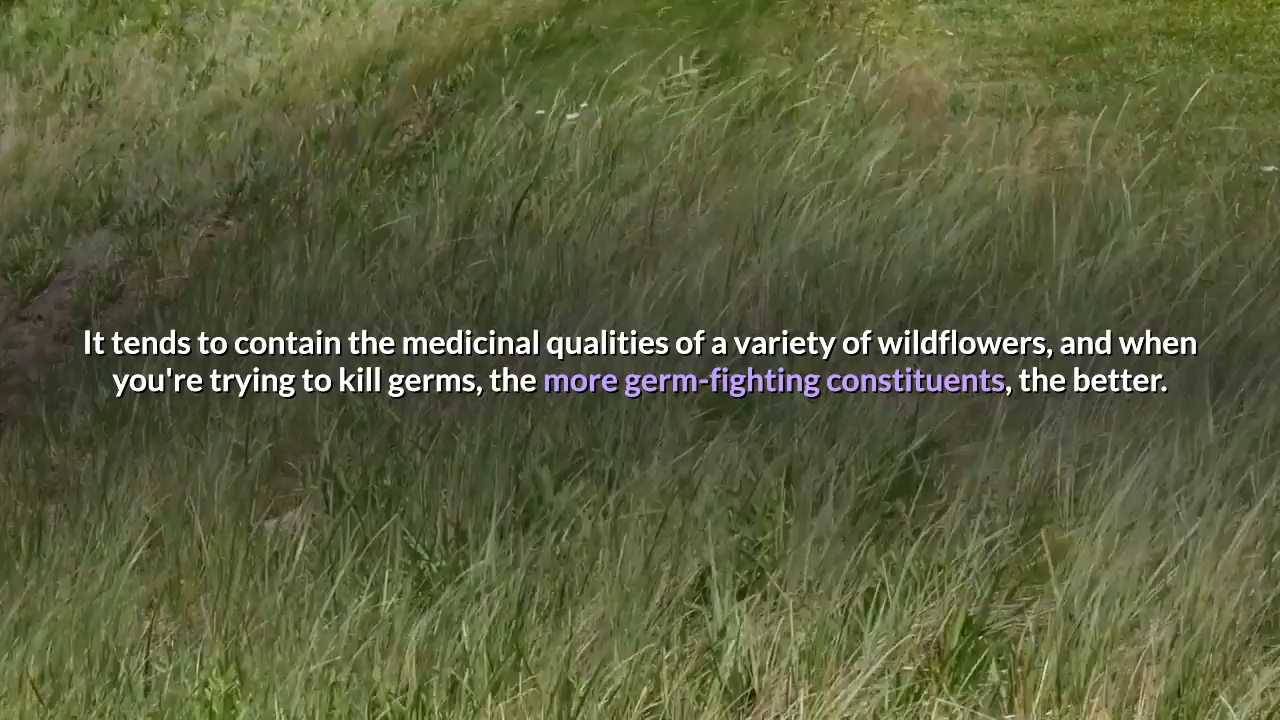 It tends to contain the medicinal qualities of a variety of wildflowers, and when
you're trying to kill germs, the more germ-fighting constituents, the better.